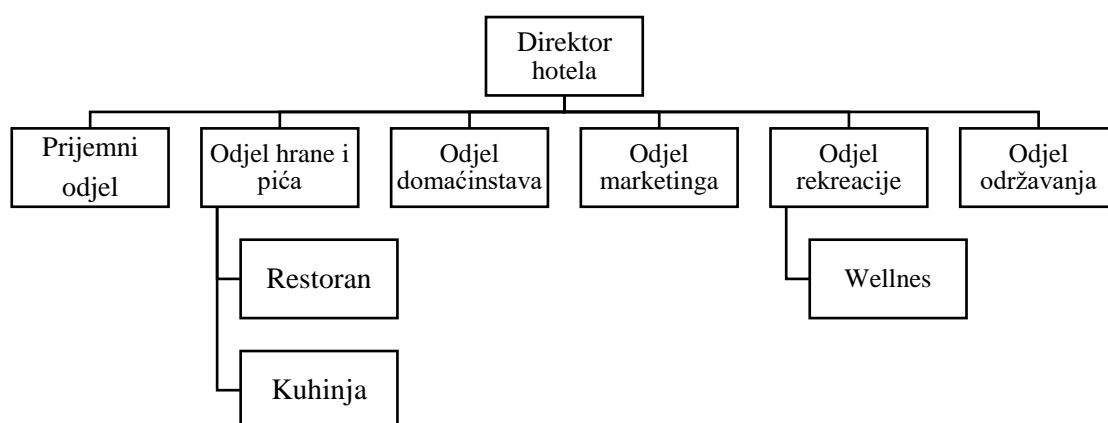 Direktor
hotela
Prijemni
odjel
Odjel hrane i
pića
Odjel
domaćinstava
Odjel
marketinga
Odjel
rekreacije
Odjel
održavanja
Restoran
Wellnes
Kuhinja